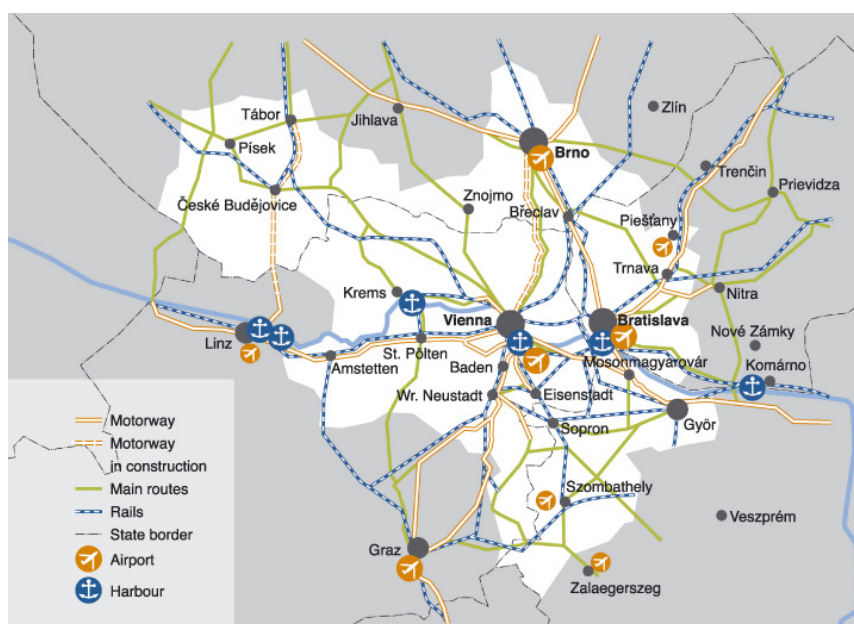 Tábor
Jihlava
Zlín
Písek
Brno
Trenčín
Prievidza
České Budějovice
Znojmo
Břeclav
Piešťany
Trnava
Krems
Nitra
Vienna
Bratislava
Linz
St. Pölten
Nové Zámky
Amstetten
Baden
Mosonmagyarovár
Komárno
Wr. Neustadt
Eisenstadt
Sopron
Györ
Motorway
Motorway
in construction
Main routes
Rails
State border
Airport
Harbour
Szombathely
Veszprém
Graz
Zalaegerszeg